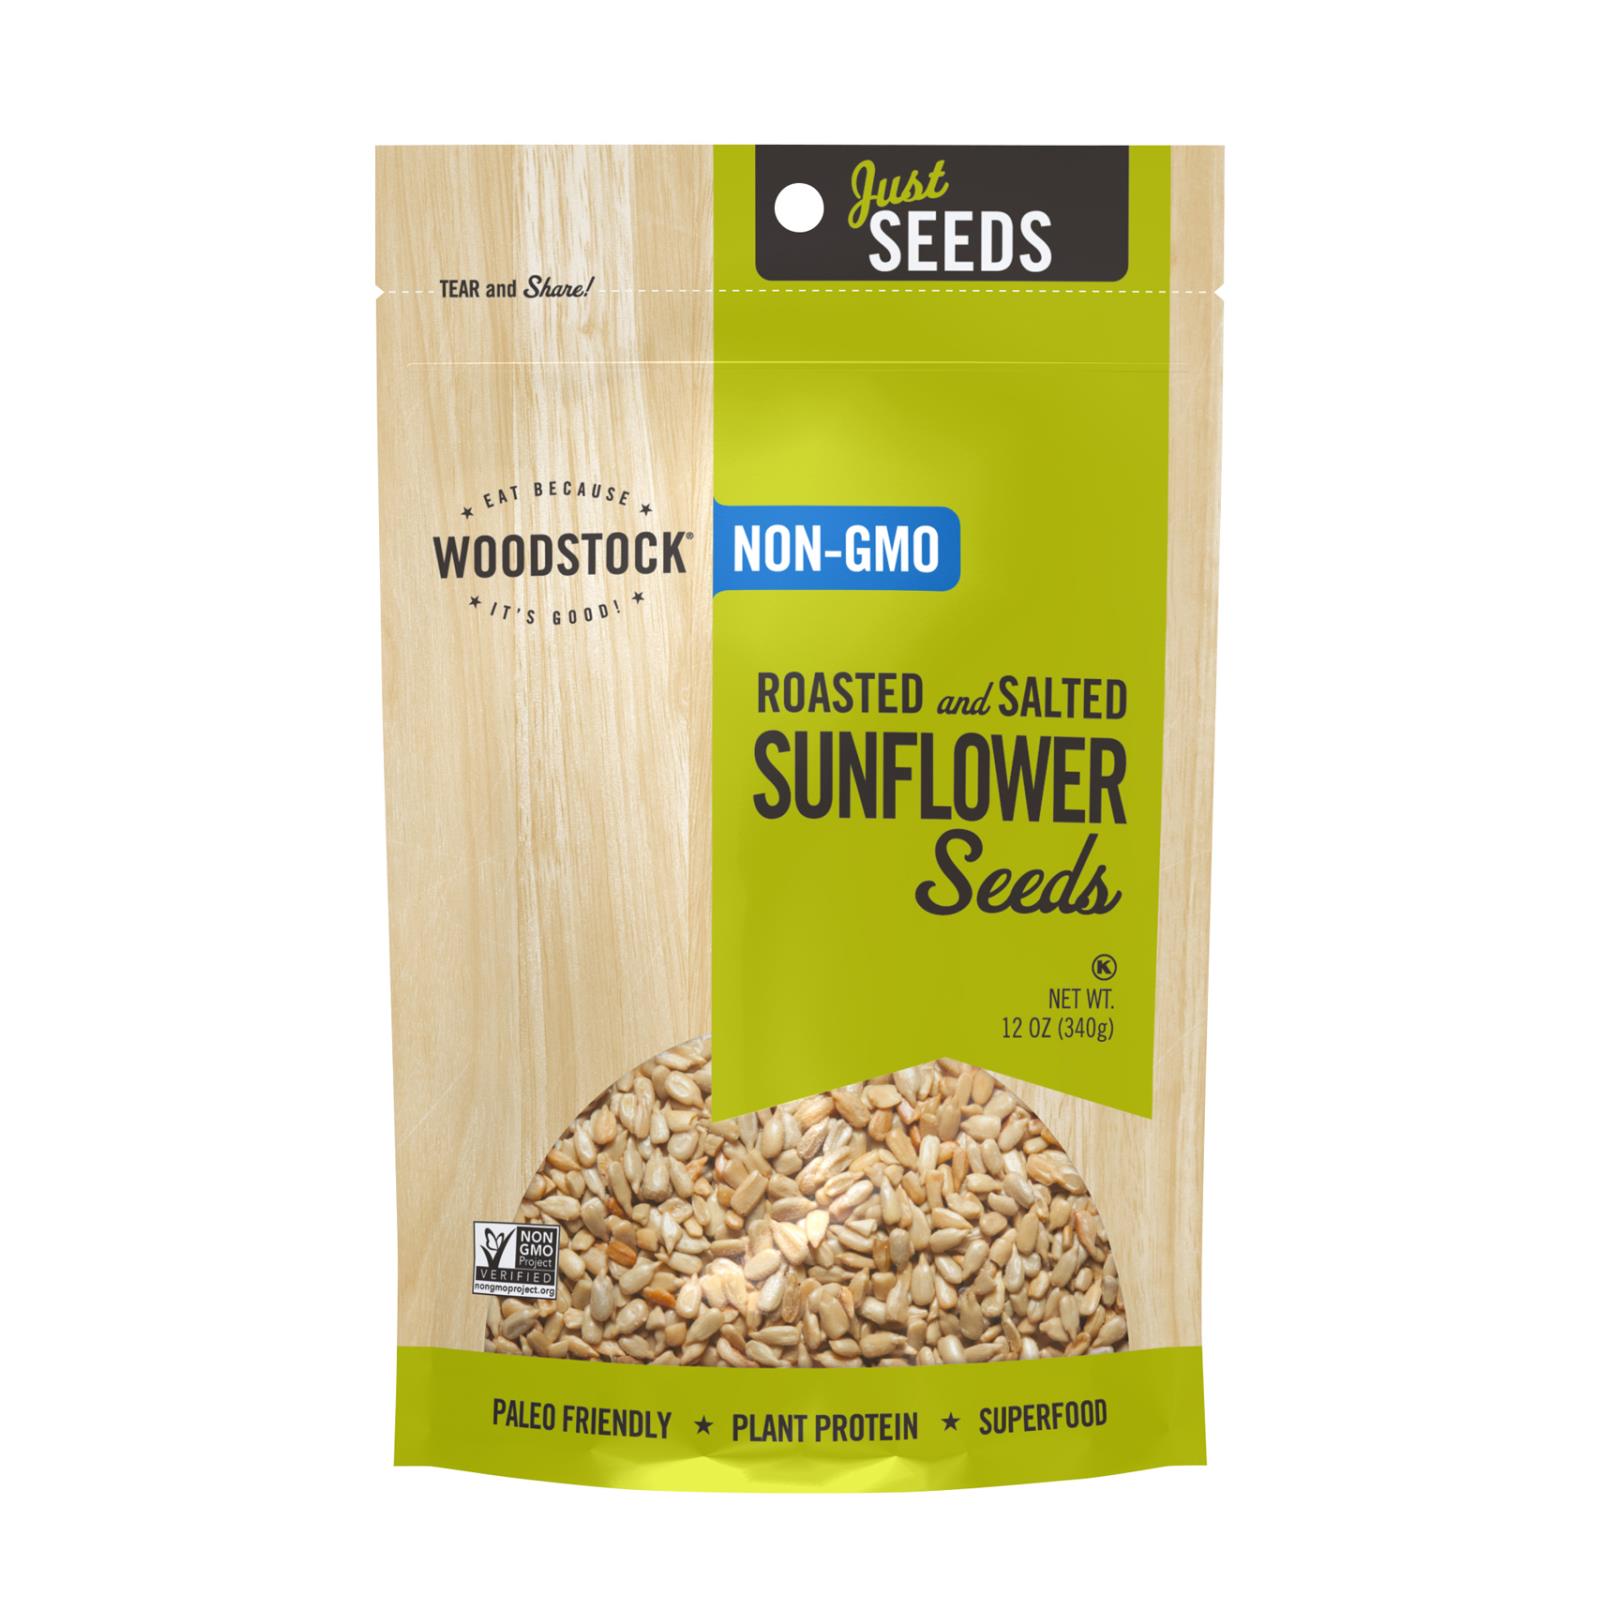 Just
SEEDS
TEAR and Share!
EAT BECAUSE
WOODSTOCK®
IT'S GOOD!
NON-GMO
ROASTED and SALTED
SUNFLOWER
Seeds
K
NET WT.
12 OZ (340g)
NON
GMO
Project
VERIFIED
nongmoproject.org
PALEO FRIENDLY ★ PLANT PROTEIN ★ SUPERFOOD